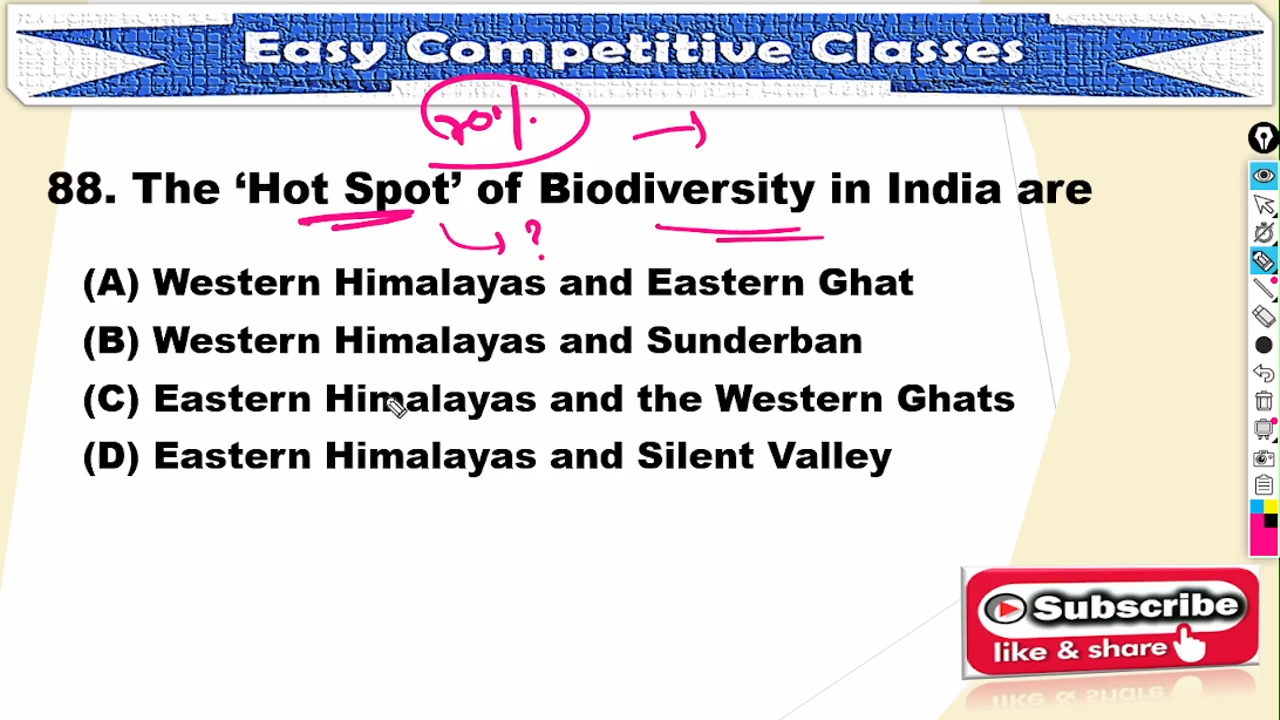 Easy Competitive Classes
70%
88. The ‘Hot Spot’ of Biodiversity in India are
?
(A) Western Himalayas and Eastern Ghat
(B) Western Himalayas and Sunderban
(C) Eastern Himalayas and the Western Ghats
(D) Eastern Himalayas and Silent Valley
Subscribe
like & share